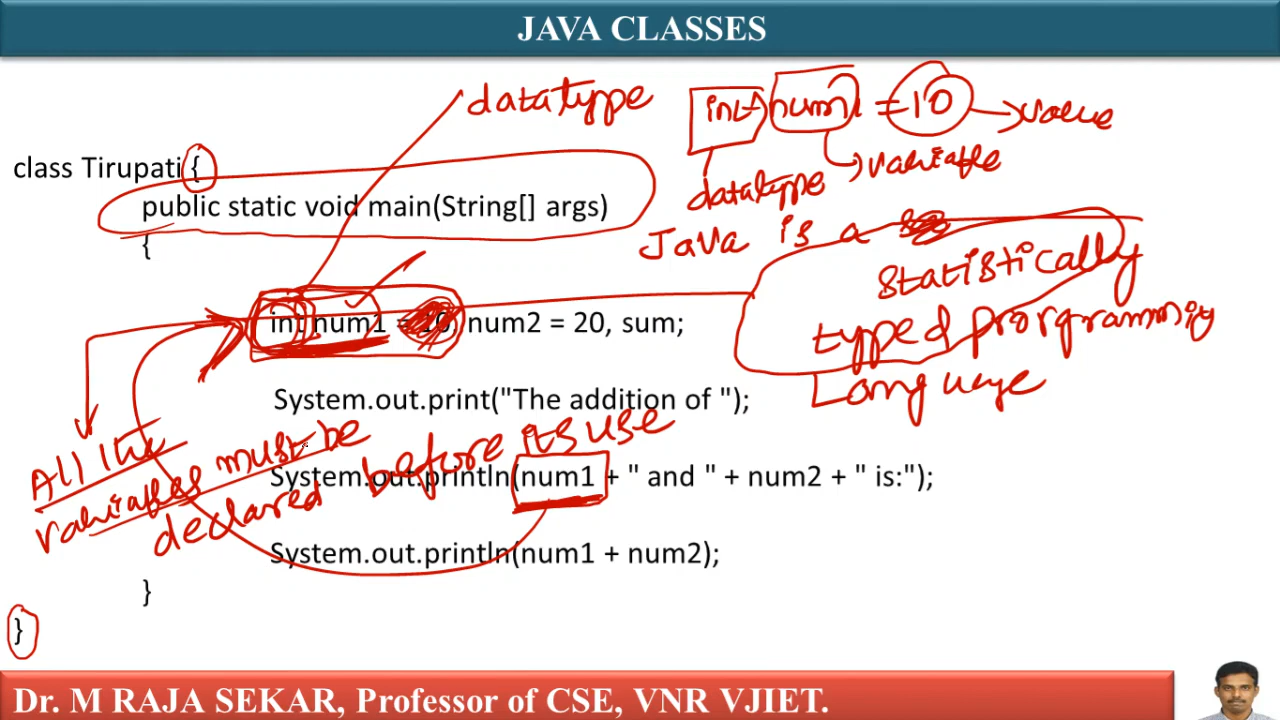 JAVA CLASSES
datatype
int num1 = 10
value
variable
datatype
class Tirupati {
public static void main(String[] args)
{
Java is a
statistically
typed programming
Language
int num1 = 10, num2 = 20, sum;
System.out.print("The addition of ");
All the
variables must be
declared before its use
System.out.println(num1 + " and " + num2 + " is:");
System.out.println(num1 + num2);
}
}
Dr. M RAJA SEKAR, Professor of CSE, VNR VJIET.